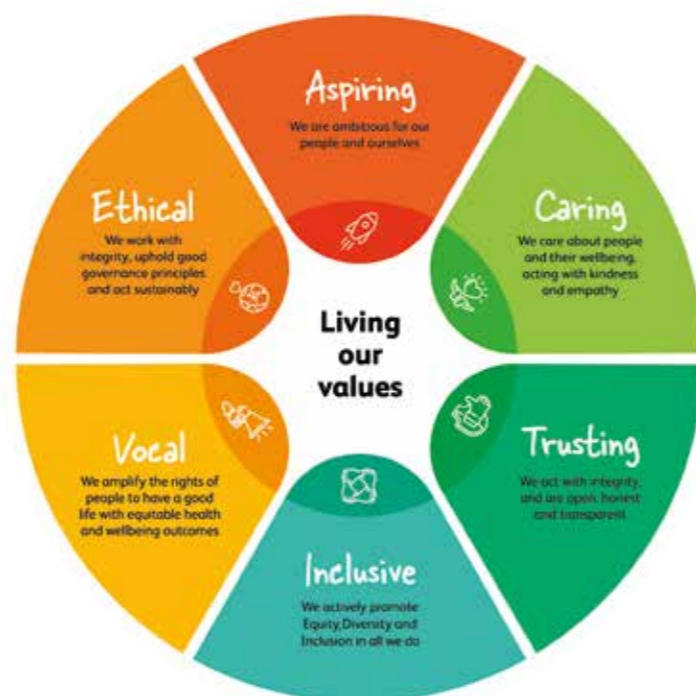 Aspiring
We are ambitious for our
people and ourselves
Caring
We care about people
and their wellbeing,
acting with kindness
and empathy
Trusting
We act with integrity,
and are open, honest
and transparent
Inclusive
We actively promote
Equity,Diversity and
Inclusion in all we do
Vocal
We amplify the rights of
people to have a good
life with equitable health
and wellbeing outcomes
Ethical
We work with
integrity, uphold good
governance principles
and act sustainably
Living
our
values